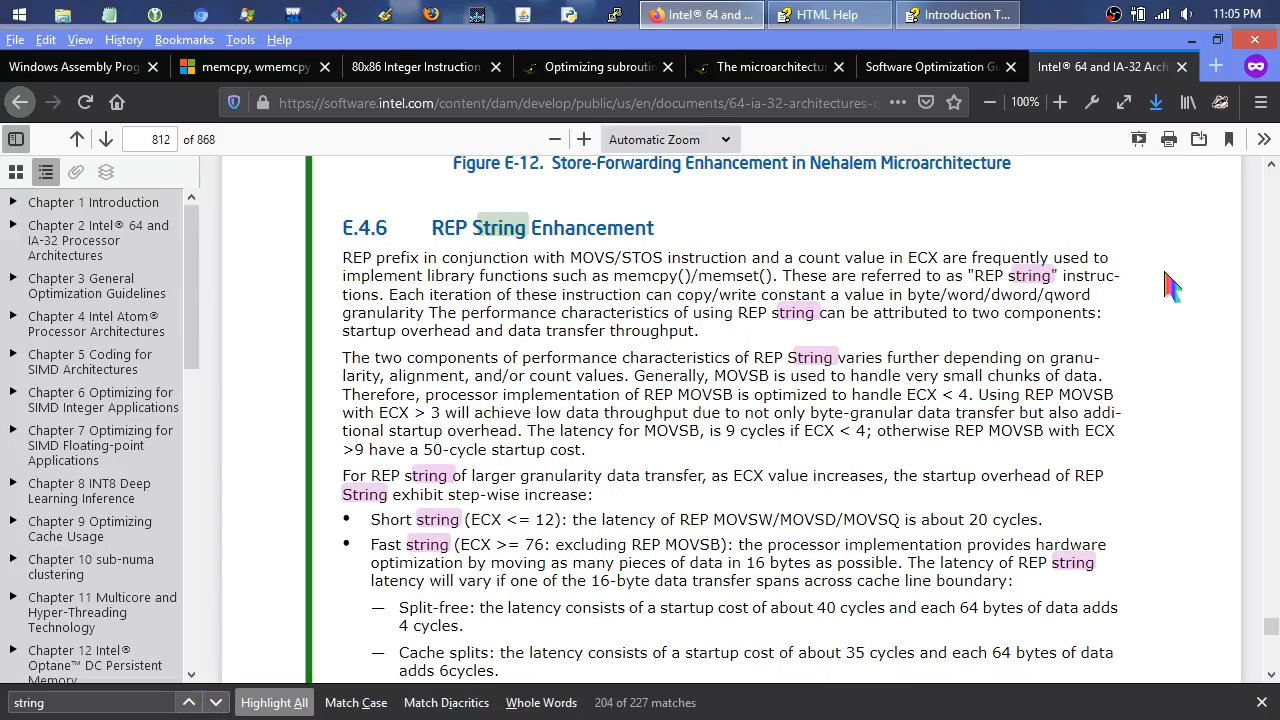 Intel® 64 and ...
HTML Help
Introduction T...
11:05 PM
File Edit View History Bookmarks Tools Help
Windows Assembly Prog
memcpy, wmemcpy
80x86 Integer Instruction
Optimizing subroutin
The microarchitectur
Software Optimization Gu
Intel® 64 and IA-32 Arch
https://software.intel.com/content/dam/develop/public/us/en/documents/64-ia-32-architectures-o
100%
812 of 868
Automatic Zoom
Chapter 1 Introduction
Chapter 2 Intel® 64 and
IA-32 Processor
Architectures
Chapter 3 General
Optimization Guidelines
Chapter 4 Intel Atom®
Processor Architectures
Chapter 5 Coding for
SIMD Architectures
Chapter 6 Optimizing for
SIMD Integer Applications
Chapter 7 Optimizing for
SIMD Floating-point
Applications
Chapter 8 INT8 Deep
Learning Inference
Chapter 9 Optimizing
Cache Usage
Chapter 10 sub-numa
clustering
Chapter 11 Multicore and
Hyper-Threading
Technology
Chapter 12 Intel®
Optane™ DC Persistent
Memory
Figure E-12. Store-Forwarding Enhancement in Nehalem Microarchitecture
E.4.6 REP String Enhancement
REP prefix in conjunction with MOVS/STOS instruction and a count value in ECX are frequently used to
implement library functions such as memcpy()/memset(). These are referred to as "REP string" instruc-
tions. Each iteration of these instruction can copy/write constant a value in byte/word/dword/qword
granularity The performance characteristics of using REP string can be attributed to two components:
startup overhead and data transfer throughput.
The two components of performance characteristics of REP String varies further depending on granu-
larity, alignment, and/or count values. Generally, MOVSB is used to handle very small chunks of data.
Therefore, processor implementation of REP MOVSB is optimized to handle ECX < 4. Using REP MOVSB
with ECX > 3 will achieve low data throughput due to not only byte-granular data transfer but also addi-
tional startup overhead. The latency for MOVSB, is 9 cycles if ECX < 4; otherwise REP MOVSB with ECX
>9 have a 50-cycle startup cost.
For REP string of larger granularity data transfer, as ECX value increases, the startup overhead of REP
String exhibit step-wise increase:
• Short string (ECX <= 12): the latency of REP MOVSW/MOVSD/MOVSQ is about 20 cycles.
• Fast string (ECX >= 76: excluding REP MOVSB): the processor implementation provides hardware
optimization by moving as many pieces of data in 16 bytes as possible. The latency of REP string
latency will vary if one of the 16-byte data transfer spans across cache line boundary:
— Split-free: the latency consists of a startup cost of about 40 cycles and each 64 bytes of data adds
4 cycles.
— Cache splits: the latency consists of a startup cost of about 35 cycles and each 64 bytes of data
adds 6cycles.
string
Highlight All Match Case Match Diacritics Whole Words 204 of 227 matches